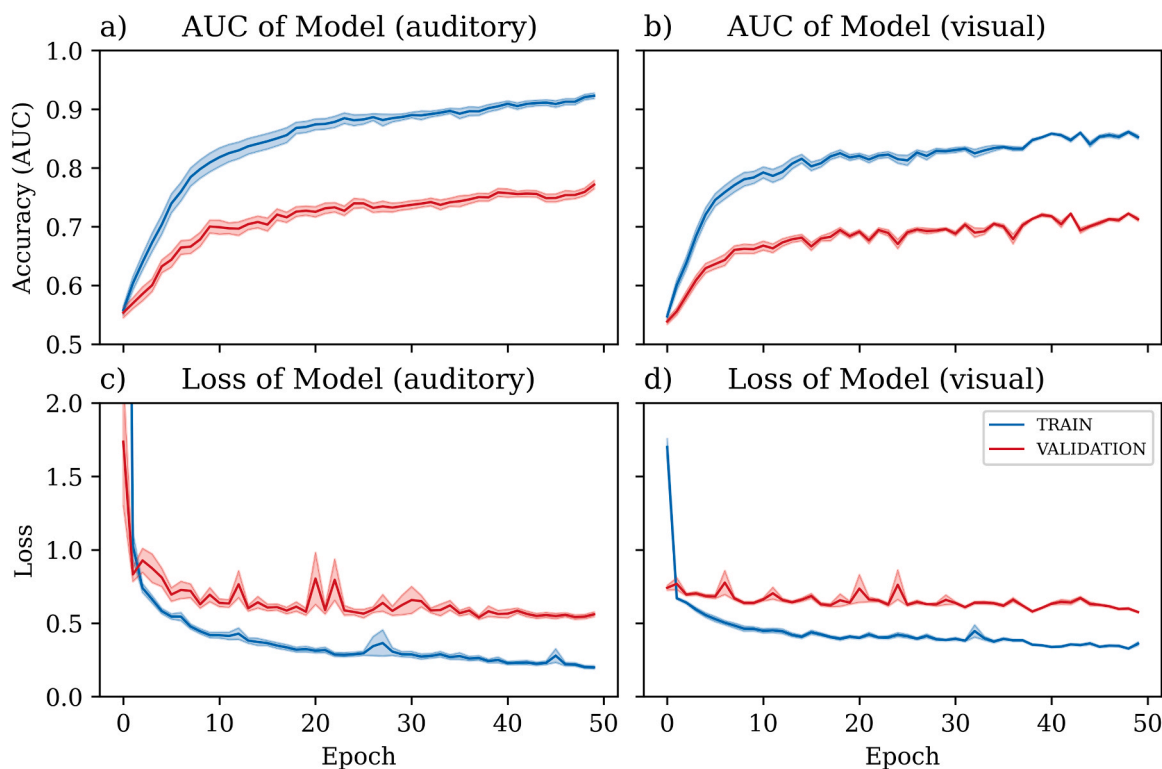 a) AUC of Model (auditory)
b) AUC of Model (visual)
Accuracy (AUC)
1.0
0.9
0.8
0.7
0.6
0.5
c) Loss of Model (auditory)
d) Loss of Model (visual)
Loss
2.0
1.5
1.0
0.5
0.0
TRAIN
VALIDATION
0 10 20 30 40 50
0 10 20 30 40 50
Epoch
Epoch